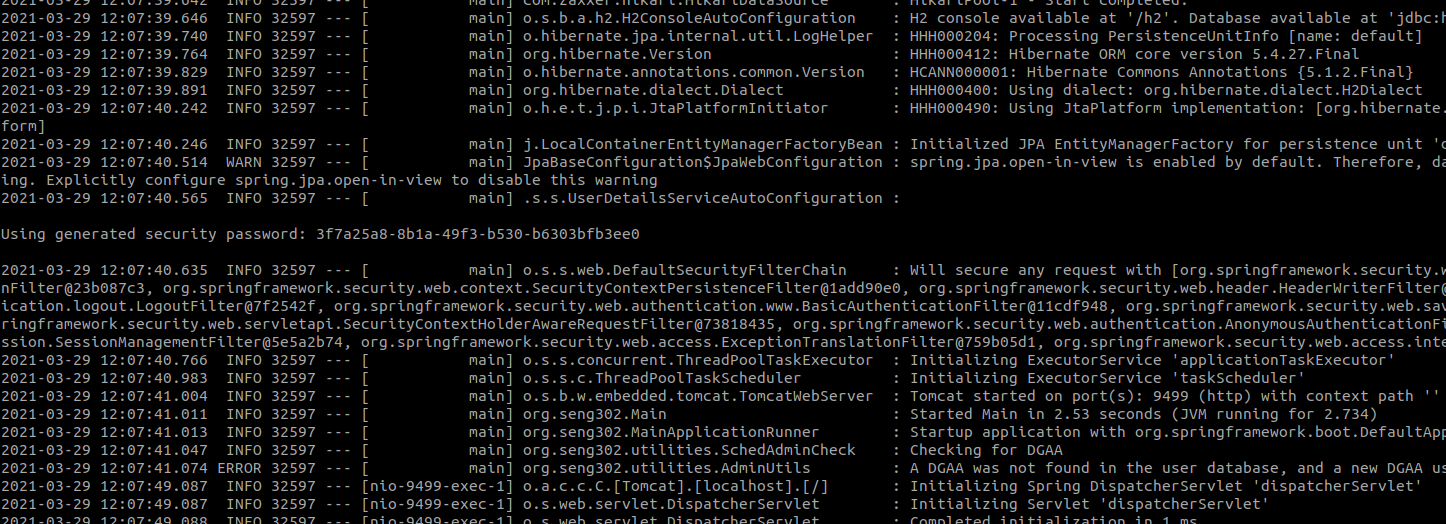 2021-03-29 12:07:39.642  INFO 32597 --- [           main] com.zaxxer.hikari.HikariDataSource       : HikariPool-1 - Start completed.
2021-03-29 12:07:39.646  INFO 32597 --- [           main] o.s.b.a.h2.H2ConsoleAutoConfiguration    : H2 console available at '/h2'. Database available at 'jdbc:h
2021-03-29 12:07:39.740  INFO 32597 --- [           main] o.hibernate.jpa.internal.util.LogHelper  : HHH000204: Processing PersistenceUnitInfo [name: default]
2021-03-29 12:07:39.764  INFO 32597 --- [           main] org.hibernate.Version                    : HHH000412: Hibernate ORM core version 5.4.27.Final
2021-03-29 12:07:39.829  INFO 32597 --- [           main] o.hibernate.annotations.common.Version   : HCANN000001: Hibernate Commons Annotations {5.1.2.Final}
2021-03-29 12:07:39.891  INFO 32597 --- [           main] org.hibernate.dialect.Dialect            : HHH000400: Using dialect: org.hibernate.dialect.H2Dialect
2021-03-29 12:07:40.242  INFO 32597 --- [           main] o.h.e.t.j.p.i.JtaPlatformInitiator       : HHH000490: Using JtaPlatform implementation: [org.hibernate.
form]
2021-03-29 12:07:40.246  INFO 32597 --- [           main] j.LocalContainerEntityManagerFactoryBean : Initialized JPA EntityManagerFactory for persistence unit 'd
2021-03-29 12:07:40.514  WARN 32597 --- [           main] JpaBaseConfiguration$JpaWebConfiguration : spring.jpa.open-in-view is enabled by default. Therefore, da
ing. Explicitly configure spring.jpa.open-in-view to disable this warning
2021-03-29 12:07:40.565  INFO 32597 --- [           main] .s.s.UserDetailsServiceAutoConfiguration :
Using generated security password: 3f7a25a8-8b1a-49f3-b530-b6303bfb3ee0
2021-03-29 12:07:40.635  INFO 32597 --- [           main] o.s.s.web.DefaultSecurityFilterChain     : Will secure any request with [org.springframework.security.w
nFilter@23b087c3, org.springframework.security.web.context.SecurityContextPersistenceFilter@1add90e0, org.springframework.security.web.header.HeaderWriterFilter@
ication.logout.LogoutFilter@7f2542f, org.springframework.security.web.authentication.www.BasicAuthenticationFilter@11cdf948, org.springframework.security.web.sav
ringframework.security.web.servletapi.SecurityContextHolderAwareRequestFilter@73818435, org.springframework.security.web.authentication.AnonymousAuthenticationFi
ssion.SessionManagementFilter@5e5a2b74, org.springframework.security.web.access.ExceptionTranslationFilter@759b05d1, org.springframework.security.web.access.inte
2021-03-29 12:07:40.766  INFO 32597 --- [           main] o.s.s.concurrent.ThreadPoolTaskExecutor  : Initializing ExecutorService 'applicationTaskExecutor'
2021-03-29 12:07:40.983  INFO 32597 --- [           main] o.s.s.c.ThreadPoolTaskScheduler          : Initializing ExecutorService 'taskScheduler'
2021-03-29 12:07:41.004  INFO 32597 --- [           main] o.s.b.w.embedded.tomcat.TomcatWebServer  : Tomcat started on port(s): 9499 (http) with context path ''
2021-03-29 12:07:41.011  INFO 32597 --- [           main] org.seng302.Main                         : Started Main in 2.53 seconds (JVM running for 2.734)
2021-03-29 12:07:41.013  INFO 32597 --- [           main] org.seng302.MainApplicationRunner        : Startup application with org.springframework.boot.DefaultApp
2021-03-29 12:07:41.047  INFO 32597 --- [           main] org.seng302.utilities.SchedAdminCheck    : Checking for DGAA
2021-03-29 12:07:41.074 ERROR 32597 --- [           main] org.seng302.utilities.AdminUtils         : A DGAA was not found in the user database, and a new DGAA us
2021-03-29 12:07:49.087  INFO 32597 --- [nio-9499-exec-1] o.a.c.c.C.[Tomcat].[localhost].[/]       : Initializing Spring DispatcherServlet 'dispatcherServlet'
2021-03-29 12:07:49.087  INFO 32597 --- [nio-9499-exec-1] o.s.web.servlet.DispatcherServlet        : Initializing Servlet 'dispatcherServlet'
2021-03-29 12:07:49.088  INFO 32597 --- [nio-9499-exec-1] o.s.web.servlet.DispatcherServlet        : Completed initialization in 1 ms